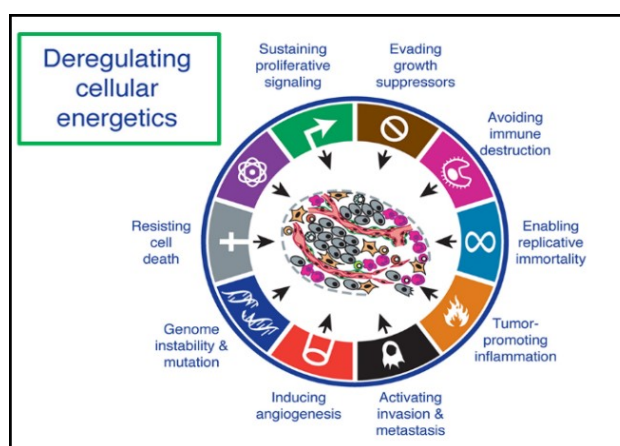 Deregulating
cellular
energetics
Sustaining
proliferative
signaling
Evading
growth
suppressors
Avoiding
immune
destruction
Enabling
replicative
immortality
Tumor-
promoting
inflammation
Activating
invasion &
metastasis
Inducing
angiogenesis
Genome
instability &
mutation
Resisting
cell
death